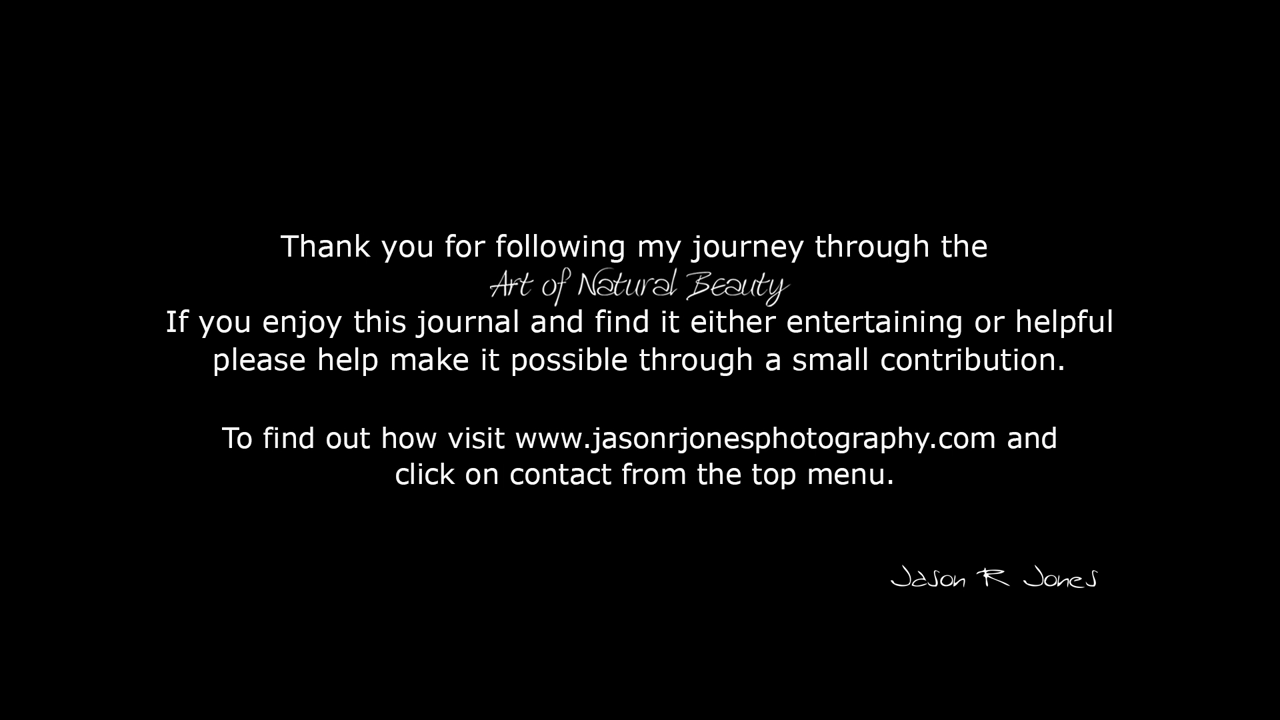 Thank you for following my journey through the
Art of Natural Beauty
If you enjoy this journal and find it either entertaining or helpful
please help make it possible through a small contribution.
To find out how visit www.jasonrjonesphotography.com and
click on contact from the top menu.
Jason R Jones